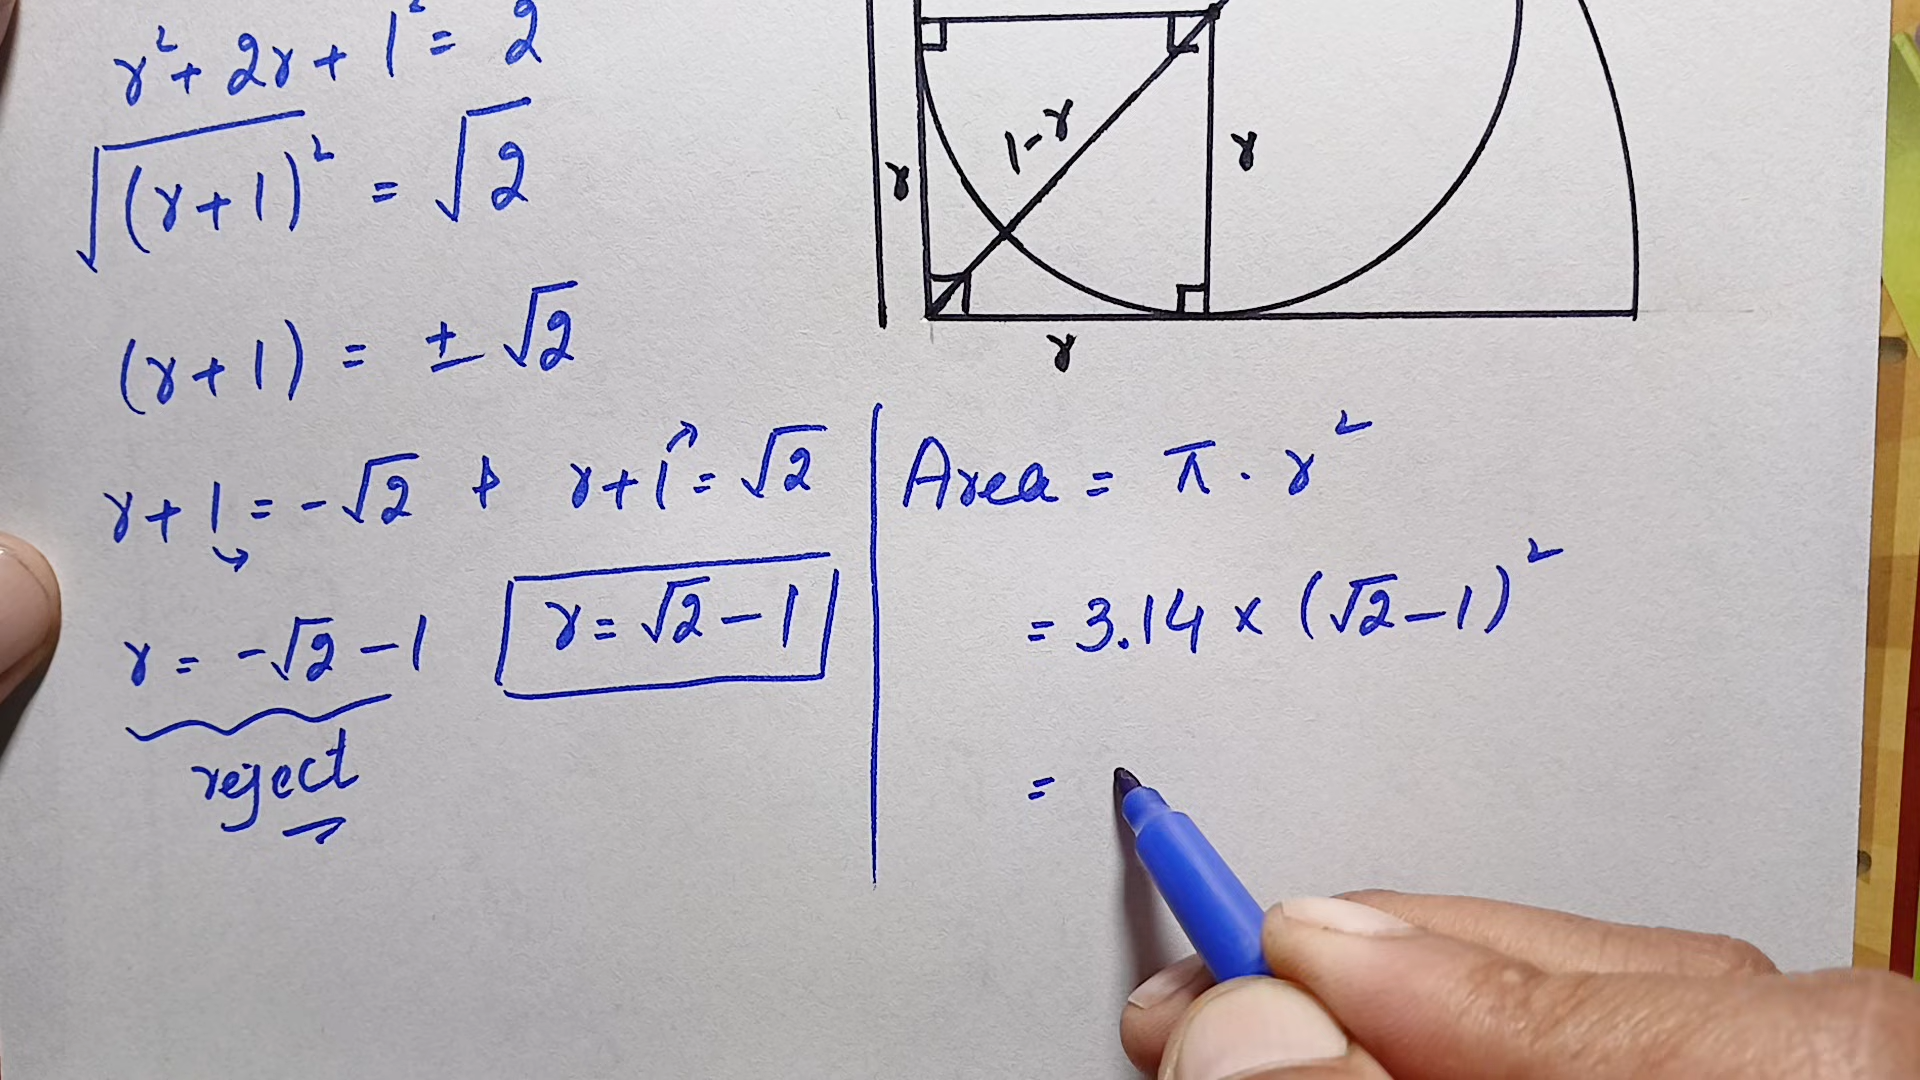 r² + 2r + 1² = 2
√(r+1)² = √2
(r+1) = ± √2
r+1 = -√2 & r+1 = √2
r = -√2 - 1 r = √2 - 1
reject
1-r
r
r
r
Area = π . r²
= 3.14 × (√2 - 1)²
=